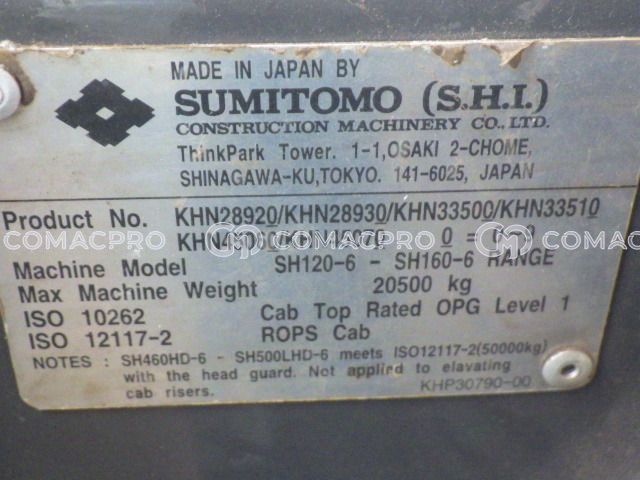 MADE IN JAPAN BY
SUMITOMO (S.H.I.)
CONSTRUCTION MACHINERY CO., LTD.
ThinkPark Tower. 1-1,OSAKI 2-CHOME,
SHINAGAWA-KU,TOKYO. 141-6025, JAPAN
Product No. KHN28920/KHN28930/KHN33500/KHN33510
COMACPRO COMACPRO COMAC
Machine Model SH120-6 - SH160-6 RANGE
Max Machine Weight 20500 kg
ISO 10262 Cab Top Rated OPG Level 1
ISO 12117-2 ROPS Cab
NOTES : SH460HD-6 - SH500LHD-6 meets ISO12117-2(50000kg)
with the head guard. Not applied to elavating
cab risers. KHP30790-00